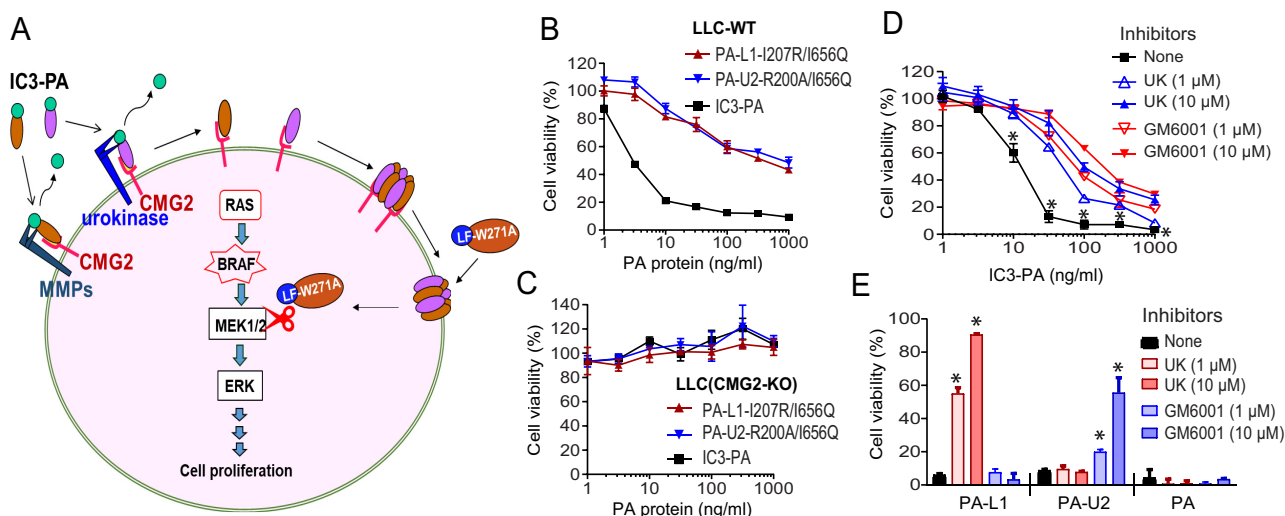 A
IC3-PA
CMG2
urokinase
CMG2
MMPs
RAS
BRAF
MEK1/2
ERK
Cell proliferation
LF-W271A
LF-W271A
B
LLC-WT
PA-L1-I207R/I656Q
PA-U2-R200A/I656Q
IC3-PA
Cell viability (%)
120
100
80
60
40
20
0
1 10 100 1000
PA protein (ng/ml)
C
Cell viability (%)
140
120
100
80
60
40
20
0
LLC(CMG2-KO)
PA-L1-I207R/I656Q
PA-U2-R200A/I656Q
IC3-PA
1 10 100 1000
PA protein (ng/ml)
D
Inhibitors
None
UK (1 µM)
UK (10 µM)
GM6001 (1 µM)
GM6001 (10 µM)
Cell viability (%)
120
100
80
60
40
20
0
* * * * *
1 10 100 1000
IC3-PA (ng/ml)
E
Inhibitors
None
UK (1 µM)
UK (10 µM)
GM6001 (1 µM)
GM6001 (10 µM)
Cell viability (%)
100
80
60
40
20
0
* * * *
PA-L1 PA-U2 PA